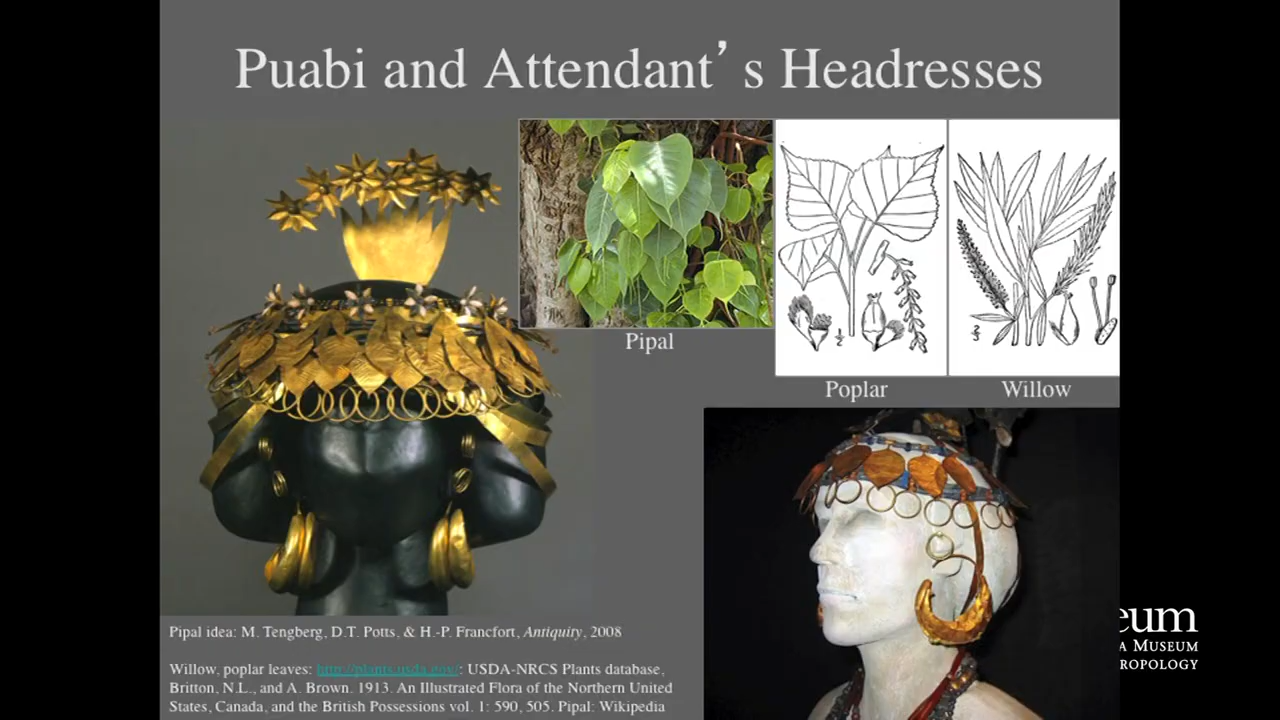 Puabi and Attendant’s Headresses
Pipal
Poplar
Willow
Pipal idea: M. Tengberg, D.T. Potts, & H.-P. Francfort, Antiquity, 2008
Willow, poplar leaves: http://plants.usda.gov/: USDA-NRCS Plants database,
Britton, N.L., and A. Brown. 1913. An Illustrated Flora of the Northern United
States, Canada, and the British Possessions vol. 1: 590, 505. Pipal: Wikipedia
eum
a Museum
ropology